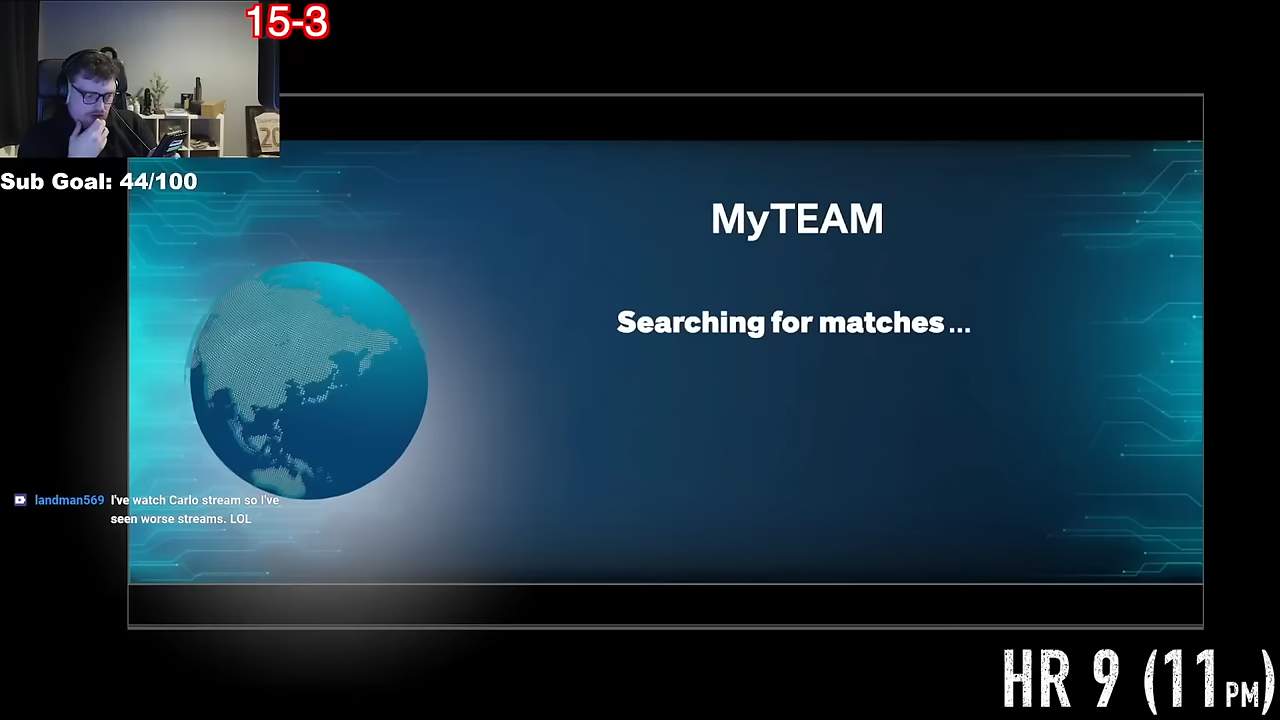 15-3
Sub Goal: 44/100
MyTEAM
Searching for matches...
landman569 I've watch Carlo stream so I've
seen worse streams. LOL
HR 9 (11PM)